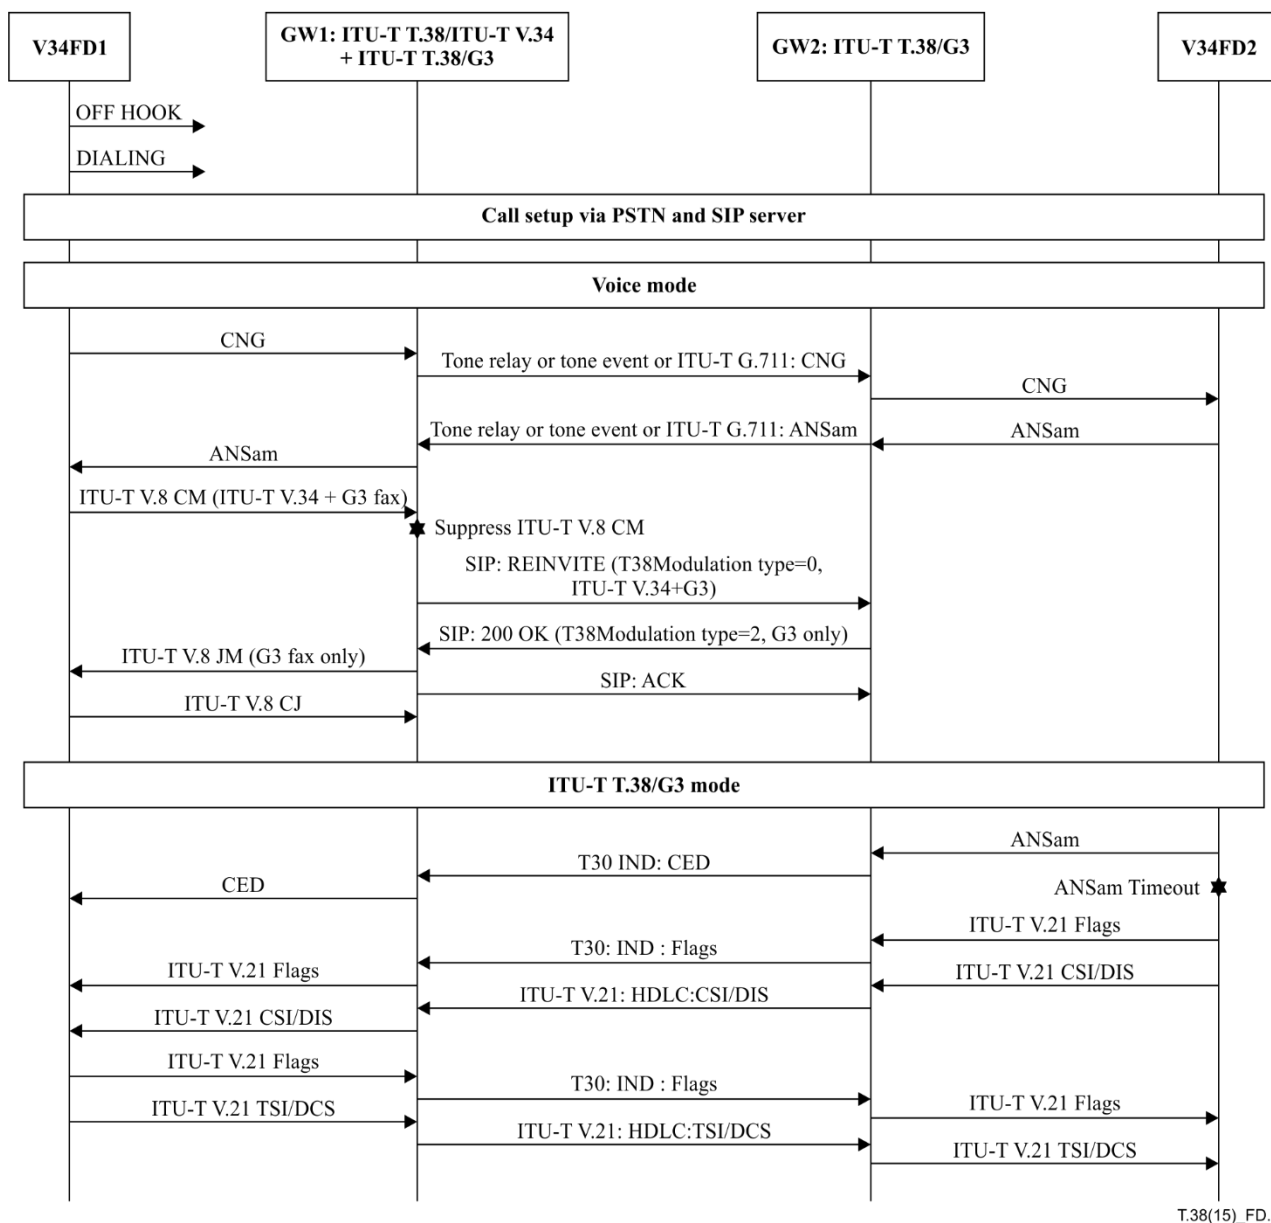 V34FD1
GW1: ITU-T T.38/ITU-T V.34
+ ITU-T T.38/G3
GW2: ITU-T T.38/G3
V34FD2
OFF HOOK
DIALING
Call setup via PSTN and SIP server
Voice mode
CNG
Tone relay or tone event or ITU-T G.711: CNG
CNG
Tone relay or tone event or ITU-T G.711: ANSam
ANSam
ANSam
ITU-T V.8 CM (ITU-T V.34 + G3 fax)
Suppress ITU-T V.8 CM
SIP: REINVITE (T38Modulation type=0,
ITU-T V.34+G3)
SIP: 200 OK (T38Modulation type=2, G3 only)
ITU-T V.8 JM (G3 fax only)
SIP: ACK
ITU-T V.8 CJ
ITU-T T.38/G3 mode
ANSam
T30 IND: CED
CED
ANSam Timeout
ITU-T V.21 Flags
T30: IND : Flags
ITU-T V.21 Flags
ITU-T V.21 CSI/DIS
ITU-T V.21: HDLC:CSI/DIS
ITU-T V.21 CSI/DIS
ITU-T V.21 Flags
T30: IND : Flags
ITU-T V.21 TSI/DCS
ITU-T V.21 Flags
ITU-T V.21: HDLC:TSI/DCS
ITU-T V.21 TSI/DCS
T.38(15)_FD.